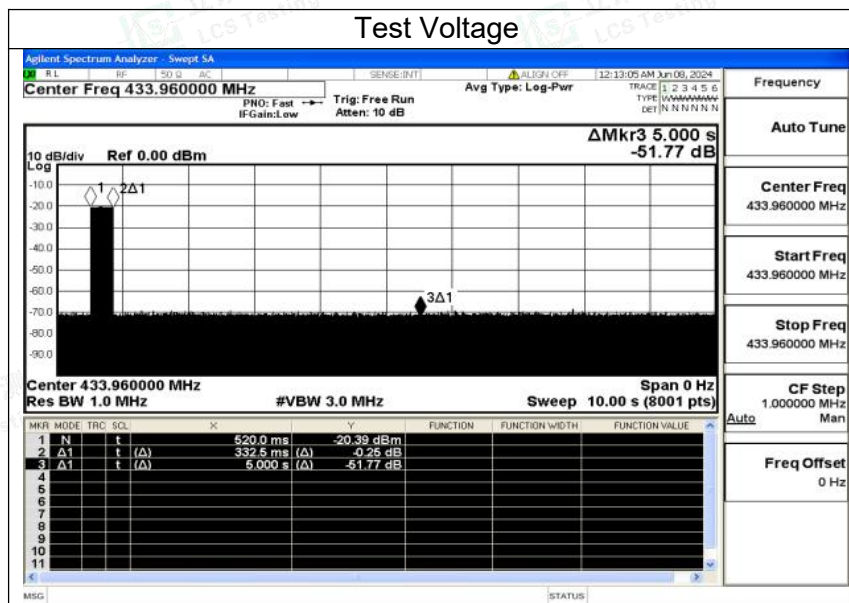 Test Voltage
Agilent Spectrum Analyzer - Swept SA
RL RF 50 Ω AC SENSE:INT ALIGN OFF 12:13:05 AM Jun 08, 2024
Center Freq 433.960000 MHz
PNO: Fast
IFGain:Low
Trig: Free Run
Atten: 10 dB
Avg Type: Log-Pwr
TRACE 1 2 3 4 5 6
TYPE
DET N N N N N N
ΔMkr3 5.000 s
-51.77 dB
10 dB/div Ref 0.00 dBm
Log
-10.0
-20.0
-30.0
-40.0
-50.0
-60.0
-70.0
-80.0
-90.0
1
2Δ1
3Δ1
Center 433.960000 MHz Span 0 Hz
Res BW 1.0 MHz #VBW 3.0 MHz Sweep 10.00 s (8001 pts)
MKR MODE TRC SCL X Y FUNCTION FUNCTION WIDTH FUNCTION VALUE
1 N t 520.0 ms -20.39 dBm
2 Δ1 t (Δ) 332.5 ms (Δ) -0.25 dB
3 Δ1 t (Δ) 5.000 s (Δ) -51.77 dB
4
5
6
7
8
9
10
11
MSG STATUS
Frequency
Auto Tune
Center Freq
433.960000 MHz
Start Freq
433.960000 MHz
Stop Freq
433.960000 MHz
CF Step
1.000000 MHz
Auto Man
Freq Offset
0 Hz
LCS Testing
LCS Testing